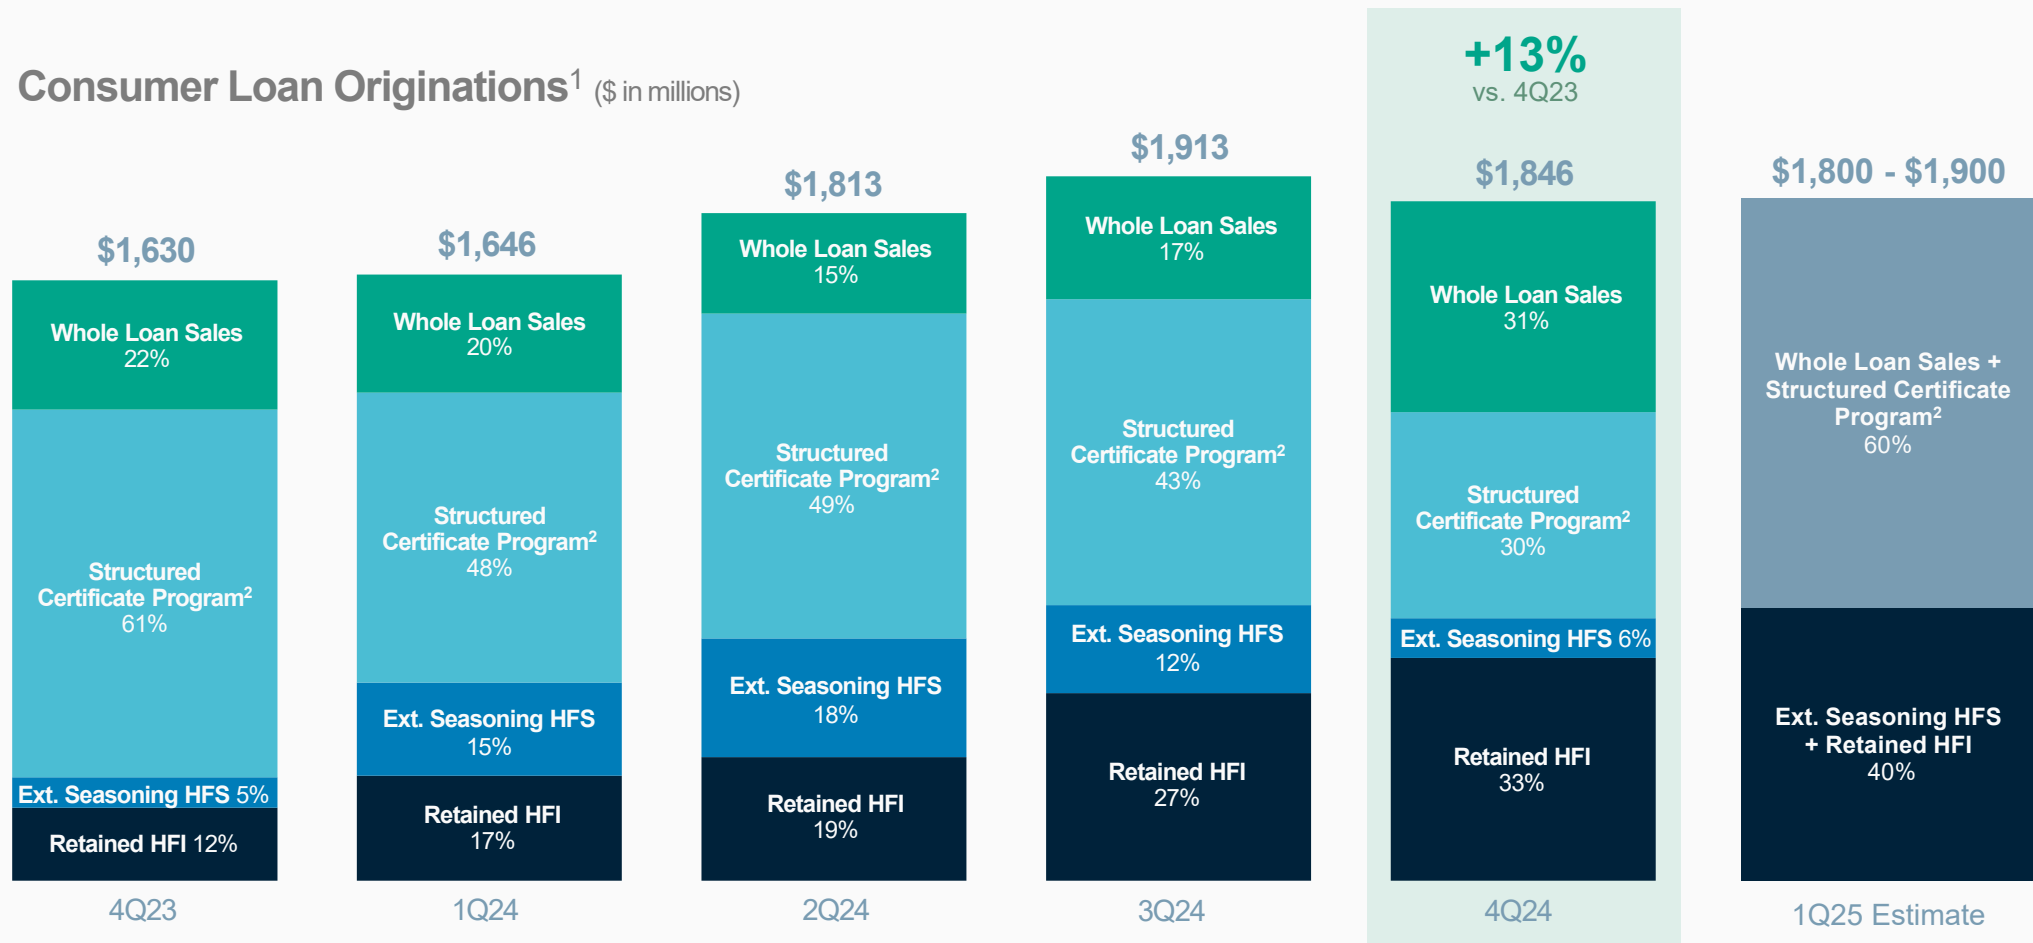 Consumer Loan Originations¹ ($ in millions)
+13%
vs. 4Q23
$1,630
Whole Loan Sales
22%
Structured
Certificate Program²
61%
Ext. Seasoning HFS 5%
Retained HFI 12%
4Q23
$1,646
Whole Loan Sales
20%
Structured
Certificate Program²
48%
Ext. Seasoning HFS
15%
Retained HFI
17%
1Q24
$1,813
Whole Loan Sales
15%
Structured
Certificate Program²
49%
Ext. Seasoning HFS
18%
Retained HFI
19%
2Q24
$1,913
Whole Loan Sales
17%
Structured
Certificate Program²
43%
Ext. Seasoning HFS
12%
Retained HFI
27%
3Q24
$1,846
Whole Loan Sales
31%
Structured
Certificate Program²
30%
Ext. Seasoning HFS 6%
Retained HFI
33%
4Q24
$1,800 - $1,900
Whole Loan Sales +
Structured Certificate
Program²
60%
Ext. Seasoning HFS
+ Retained HFI
40%
1Q25 Estimate